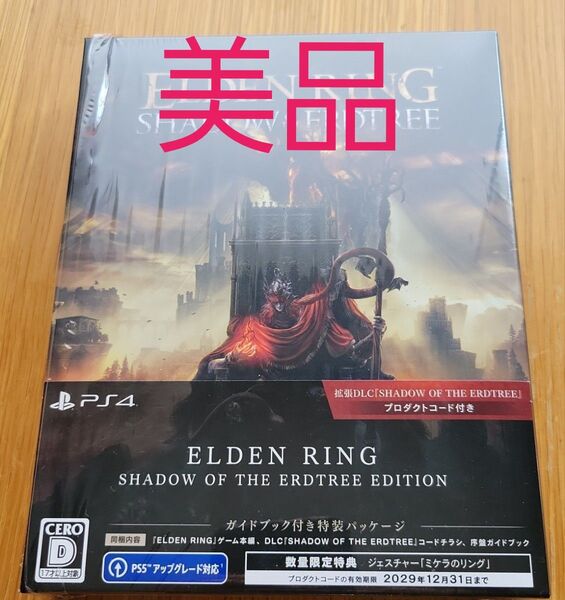 美品
ELDEN RING
SHADOW OF THE ERDTREE
拡張DLC『SHADOW OF THE ERDTREE』
プロダクトコード付き
PS4
ELDEN RING
SHADOW OF THE ERDTREE EDITION
ガイドブック付き特装パッケージ
同梱内容 『ELDEN RING』ゲーム本編、DLC『SHADOW OF THE ERDTREE』コードチラシ、序盤ガイドブック
CERO
D
17才以上対象
PS5™アップグレード対応
数量限定特典 ジェスチャー「ミケラのリング」
プロダクトコードの有効期限 2029年12月31日まで